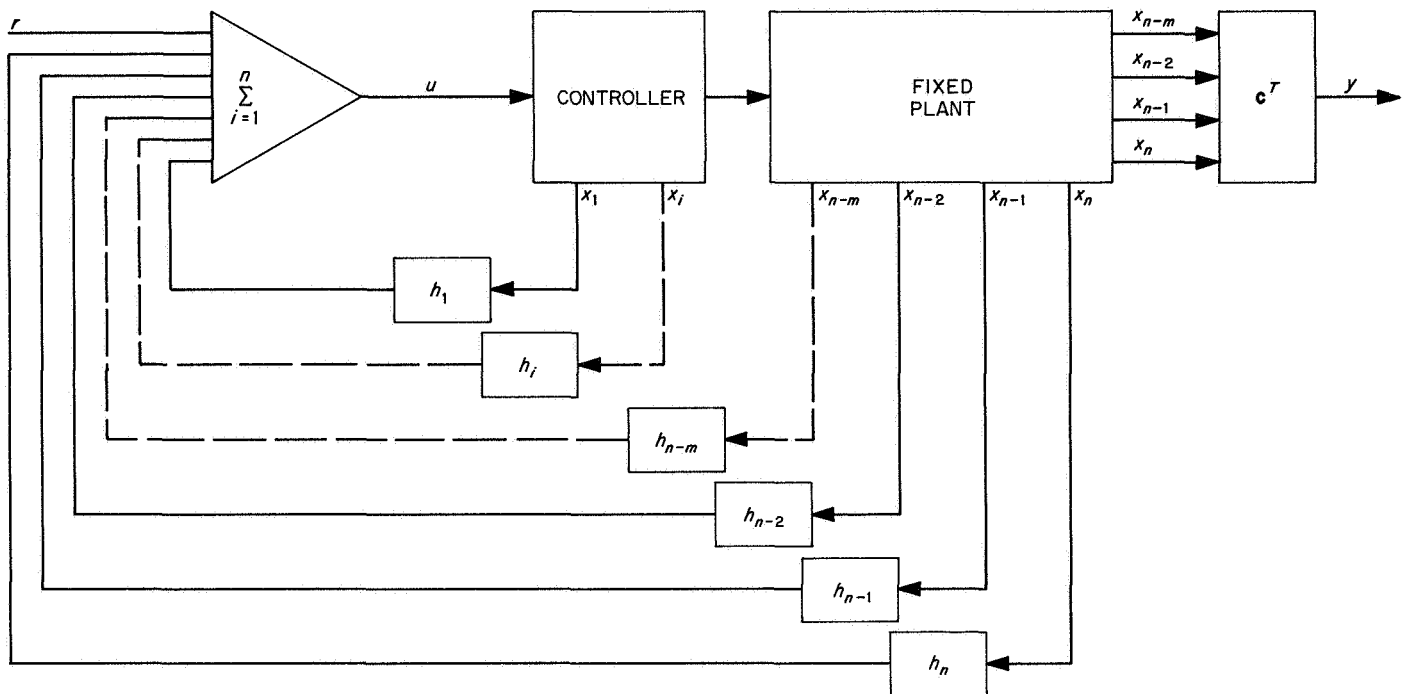 r
n
∑
i=1
u
CONTROLLER
FIXED
PLANT
x_{n-m}
x_{n-2}
x_{n-1}
x_n
c^T
y
x_1
x_i
x_{n-m}
x_{n-2}
x_{n-1}
x_n
h_1
h_i
h_{n-m}
h_{n-2}
h_{n-1}
h_n